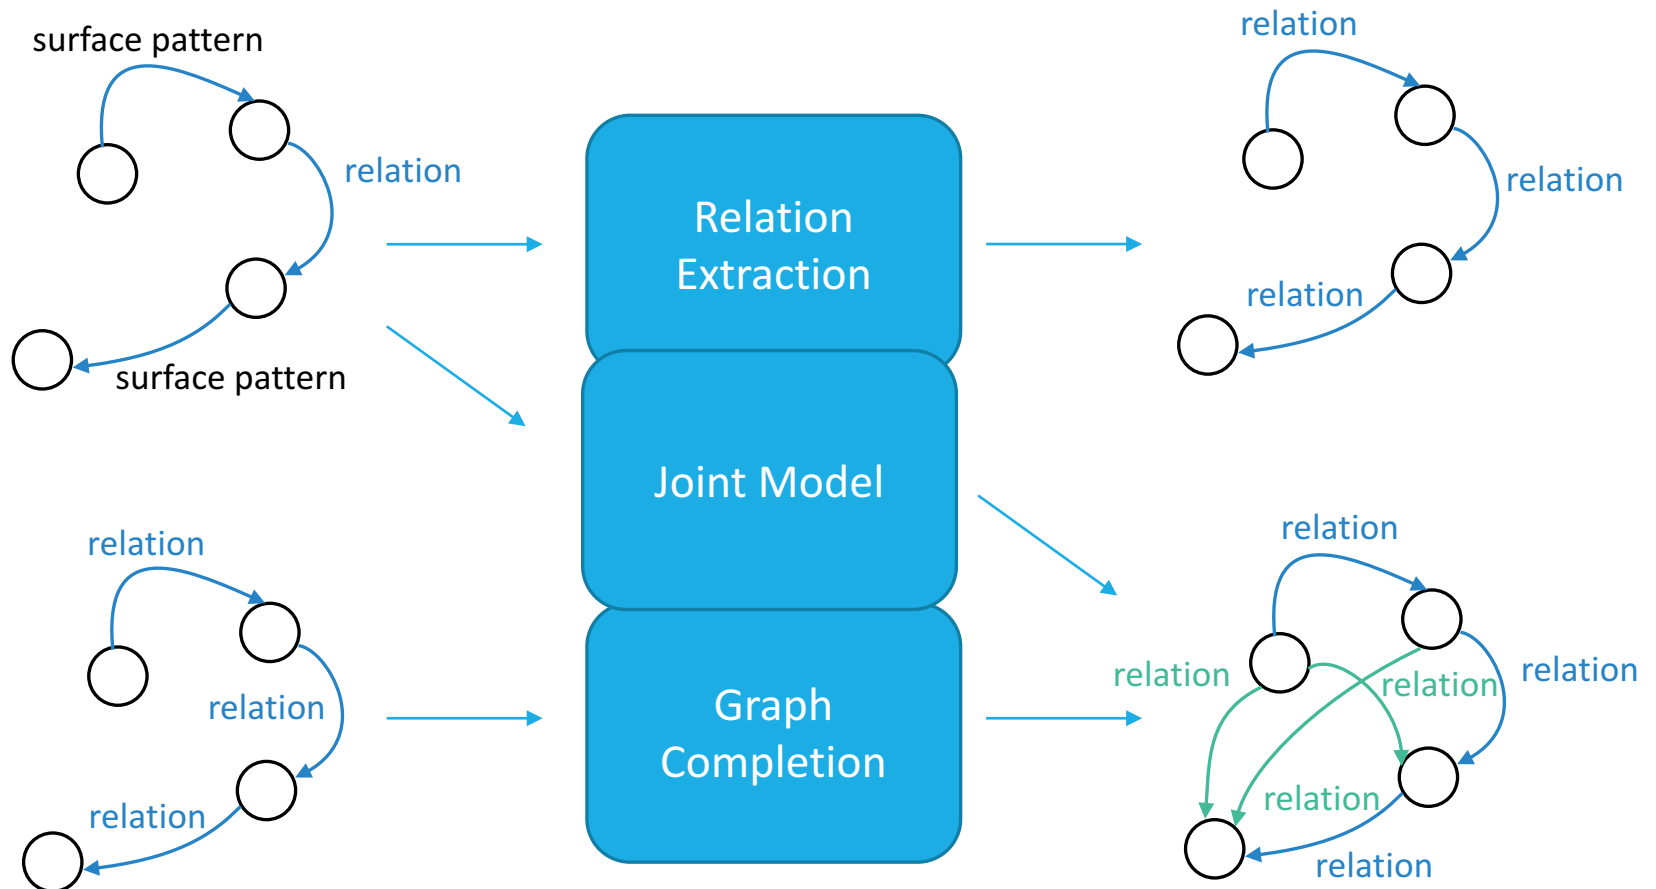 surface pattern
relation
surface pattern
Relation
Extraction
relation
relation
relation
Joint Model
relation
relation
relation
Graph
Completion
relation
relation
relation
relation
relation
relation